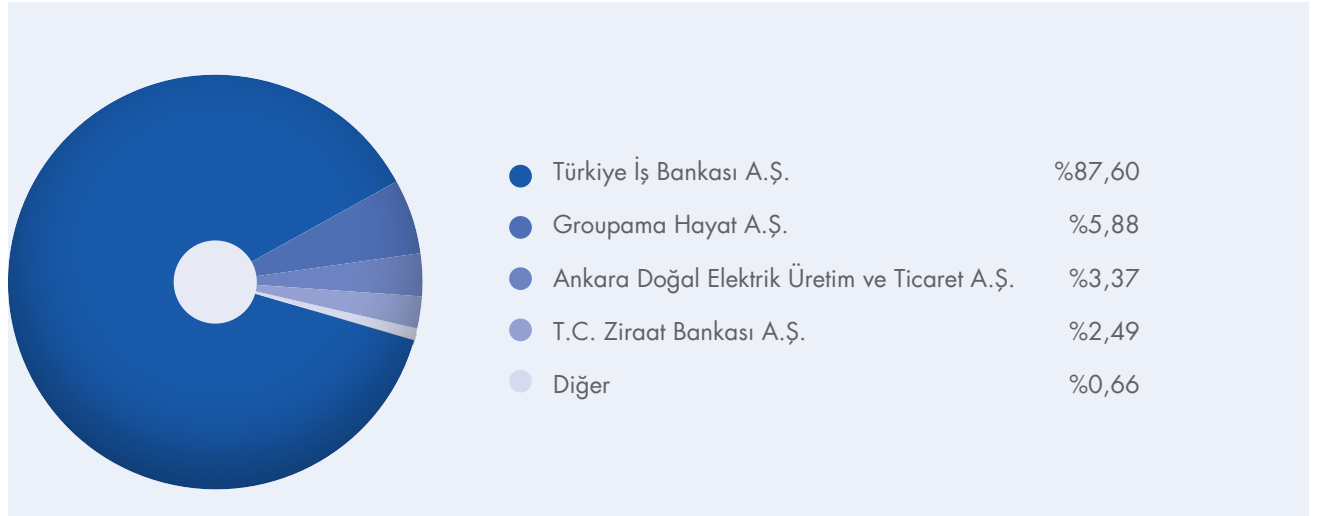 Türkiye İş Bankası A.Ş. %87,60
Groupama Hayat A.Ş. %5,88
Ankara Doğal Elektrik Üretim ve Ticaret A.Ş. %3,37
T.C. Ziraat Bankası A.Ş. %2,49
Diğer %0,66